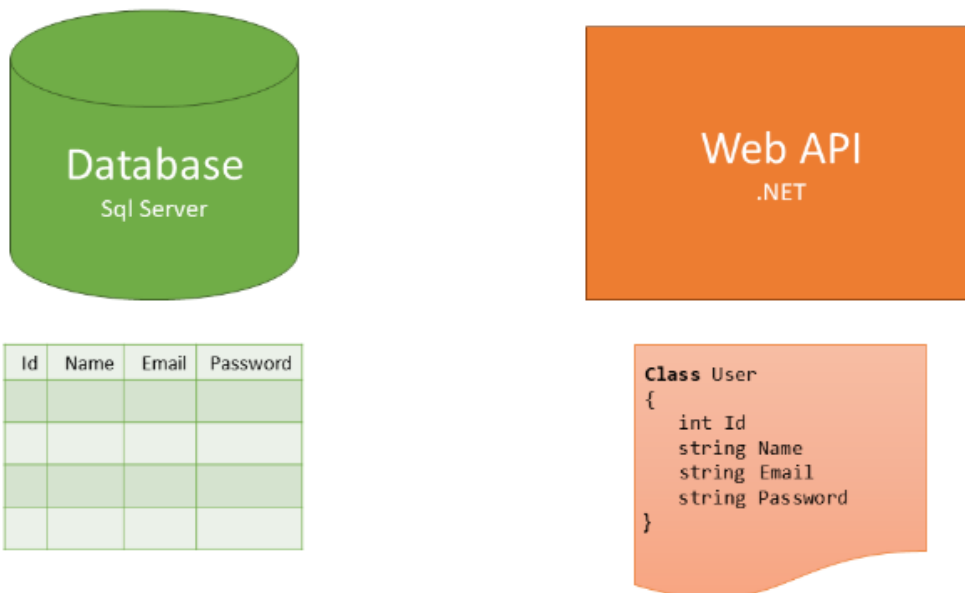 Database
Sql Server
Web API
.NET
Id Name Email Password
Class User
{
int Id
string Name
string Email
string Password
}